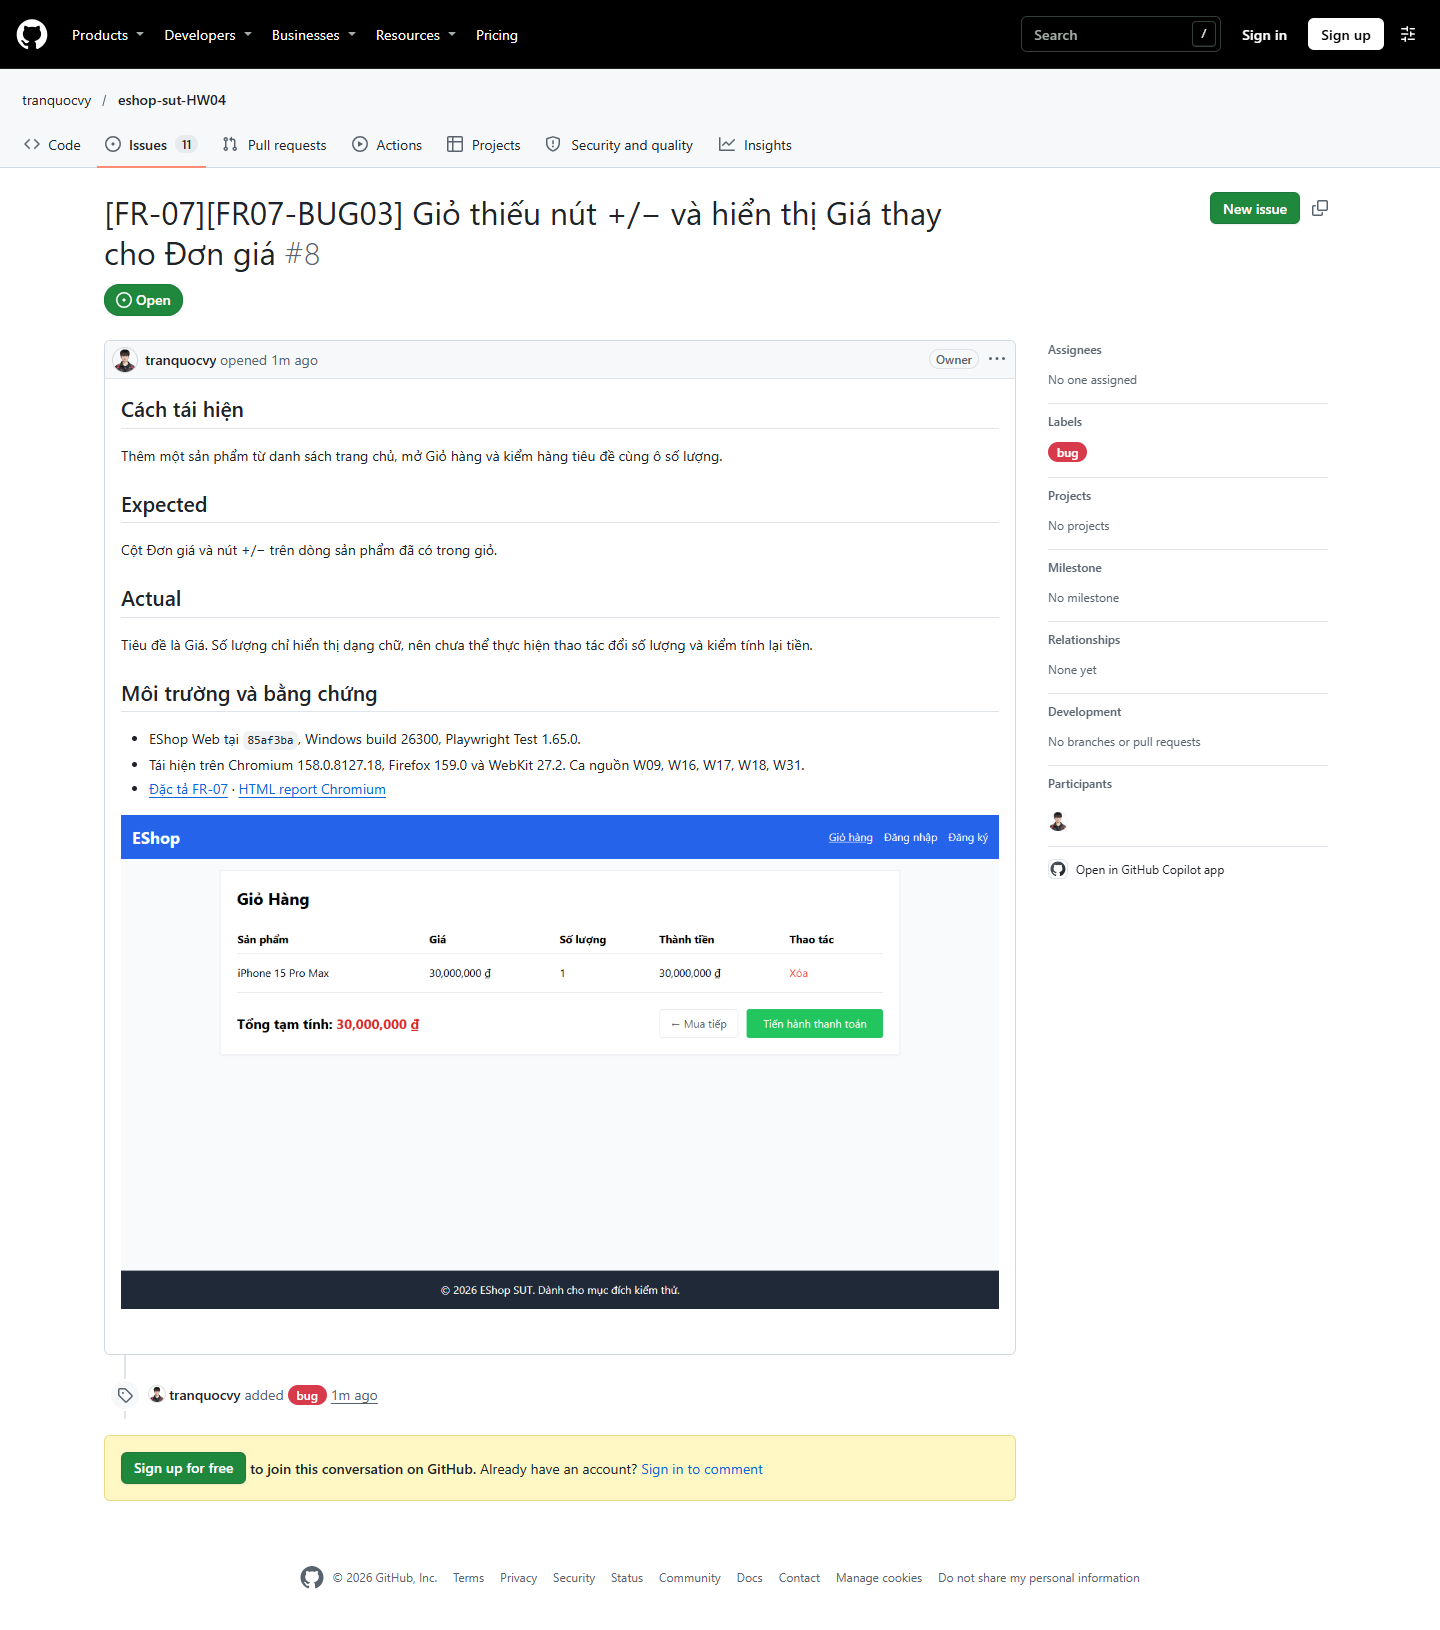 Products
Developers
Businesses
Resources
Pricing
Search
/
Sign in
Sign up
tranquocvy / eshop-sut-HW04
Code
Issues 11
Pull requests
Actions
Projects
Security and quality
Insights
[FR-07][FR07-BUG03] Giỏ thiếu nút +/− và hiển thị Giá thay
cho Đơn giá #8
New issue
Open
tranquocvy opened 1m ago
Owner
Cách tái hiện
Thêm một sản phẩm từ danh sách trang chủ, mở Giỏ hàng và kiểm hàng tiêu đề cùng ô số lượng.
Expected
Cột Đơn giá và nút +/− trên dòng sản phẩm đã có trong giỏ.
Actual
Tiêu đề là Giá. Số lượng chỉ hiển thị dạng chữ, nên chưa thể thực hiện thao tác đổi số lượng và kiểm tính lại tiền.
Môi trường và bằng chứng
EShop Web tại 85af3ba, Windows build 26300, Playwright Test 1.65.0.
Tái hiện trên Chromium 158.0.8127.18, Firefox 159.0 và WebKit 27.2. Ca nguồn W09, W16, W17, W18, W31.
Đặc tả FR-07 · HTML report Chromium
EShop
Giỏ hàng Đăng nhập Đăng ký
Giỏ Hàng
Sản phẩm Giá Số lượng Thành tiền Thao tác
iPhone 15 Pro Max 30,000,000 ₫ 1 30,000,000 ₫ Xóa
Tổng tạm tính: 30,000,000 ₫
← Mua tiếp
Tiến hành thanh toán
© 2026 EShop SUT. Dành cho mục đích kiểm thử.
tranquocvy added bug 1m ago
Sign up for free to join this conversation on GitHub. Already have an account? Sign in to comment
Assignees
No one assigned
Labels
bug
Projects
No projects
Milestone
No milestone
Relationships
None yet
Development
No branches or pull requests
Participants
Open in GitHub Copilot app
© 2026 GitHub, Inc.
Terms
Privacy
Security
Status
Community
Docs
Contact
Manage cookies
Do not share my personal information